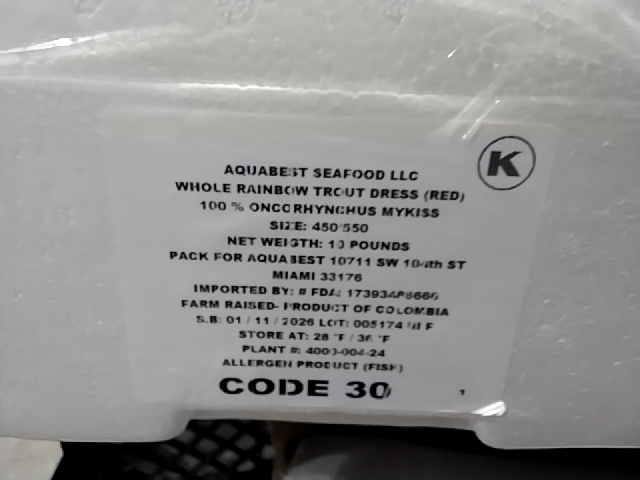 K
AQUABEST SEAFOOD LLC
WHOLE RAINBOW TROUT DRESS (RED)
100 % ONCORHYNCHUS MYKISS
SIZE: 450/550
NET WEIGTH: 10 POUNDS
PACK FOR AQUABEST 10711 SW 104th ST
MIAMI 33176
IMPORTED BY: # FDA:
FARM RAISED- PRODUCT OF COLOMBIA
S.B: 01 / 11 / 2026 LOT: 005174
STORE AT: 28 °F / 36 °F
PLANT #: 4000-004-24
ALLERGEN PRODUCT (FISH)
CODE 30
1